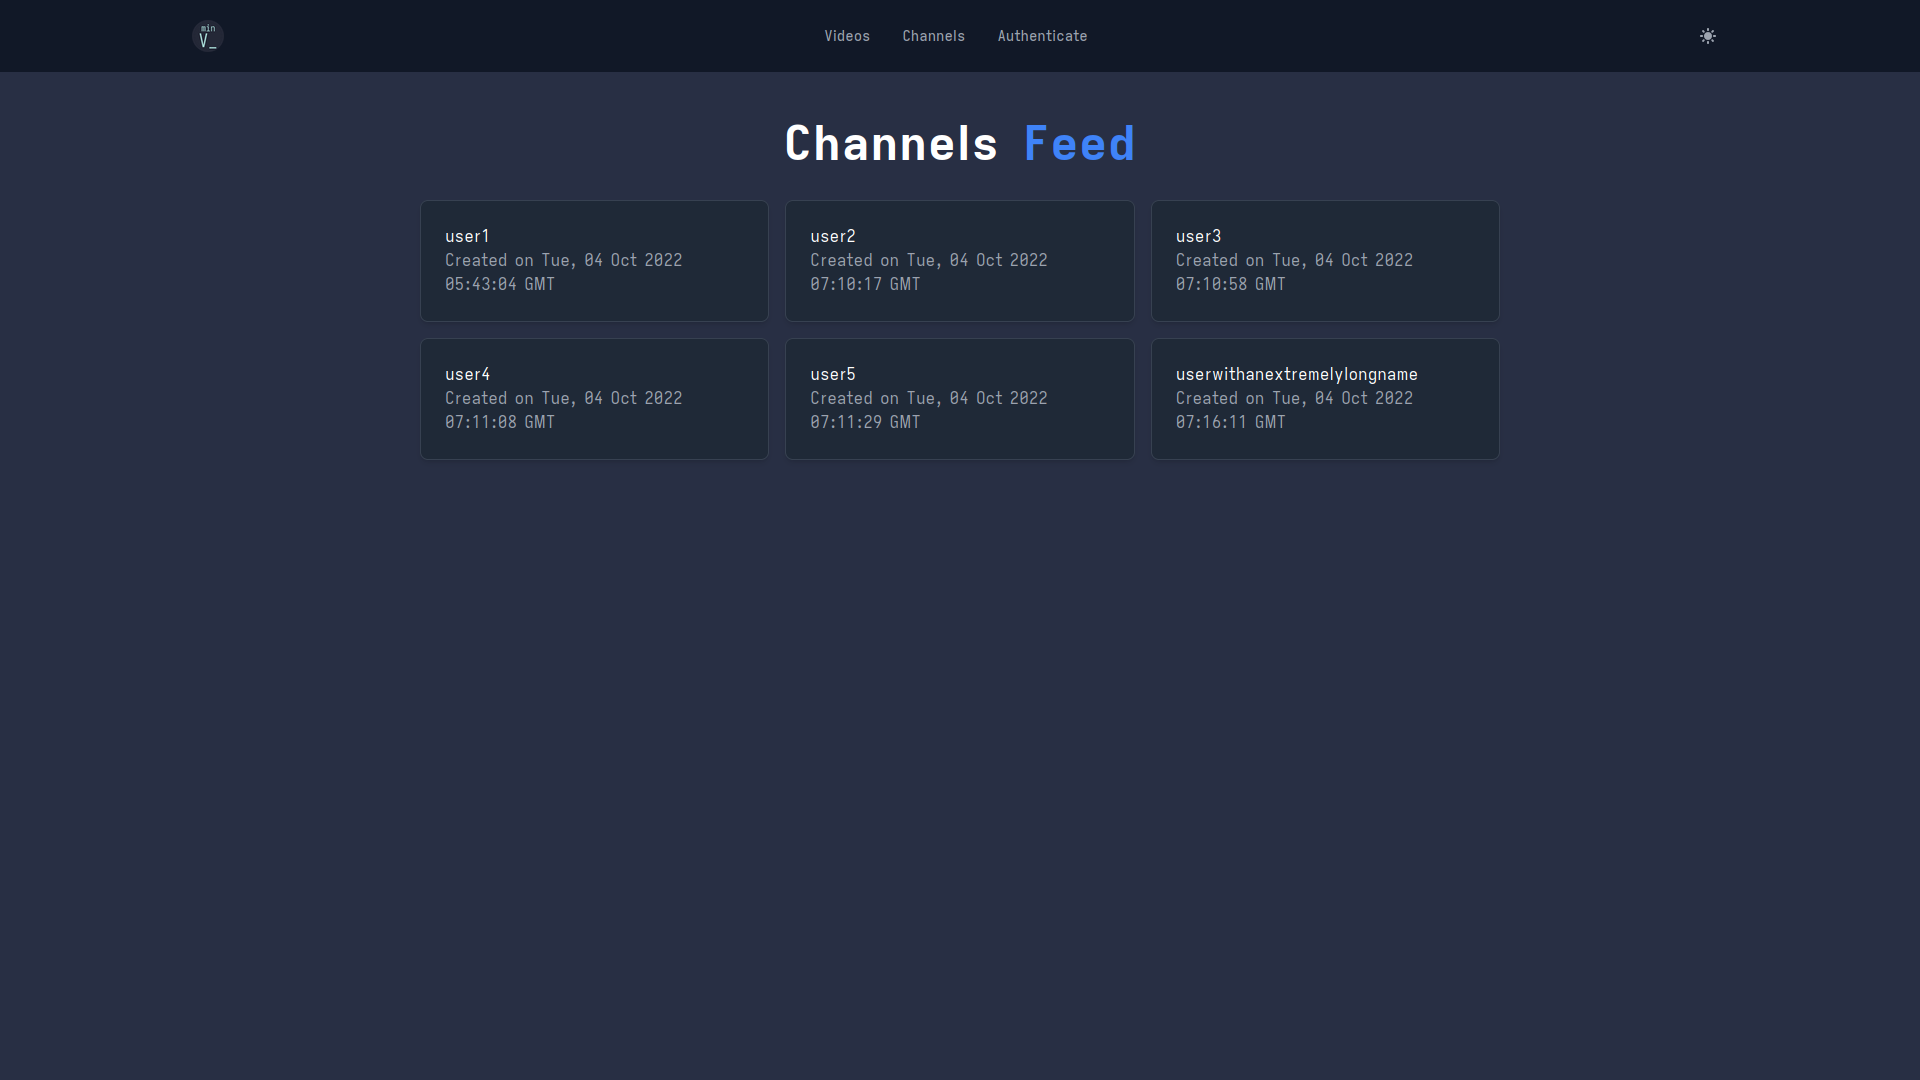 min
V_
Videos
Channels
Authenticate
Channels Feed
user1
Created on Tue, 04 Oct 2022
05:43:04 GMT
user2
Created on Tue, 04 Oct 2022
07:10:17 GMT
user3
Created on Tue, 04 Oct 2022
07:10:58 GMT
user4
Created on Tue, 04 Oct 2022
07:11:08 GMT
user5
Created on Tue, 04 Oct 2022
07:11:29 GMT
userwithanextremelylongname
Created on Tue, 04 Oct 2022
07:16:11 GMT